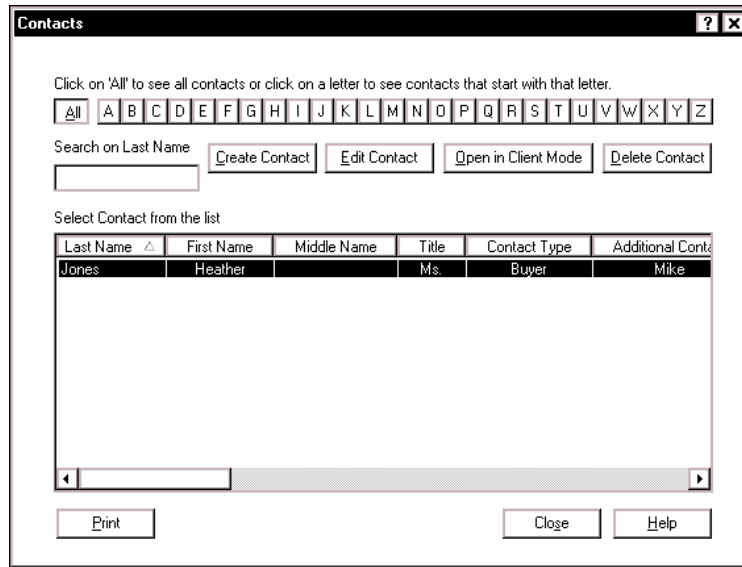 Contacts ? X
Click on 'All' to see all contacts or click on a letter to see contacts that start with that letter.
All A B C D E F G H I J K L M N O P Q R S T U V W X Y Z
Search on Last Name
Create Contact Edit Contact Open in Client Mode Delete Contact
Select Contact from the list
Last Name First Name Middle Name Title Contact Type Additional Conta
Jones Heather Ms. Buyer Mike
Print Close Help